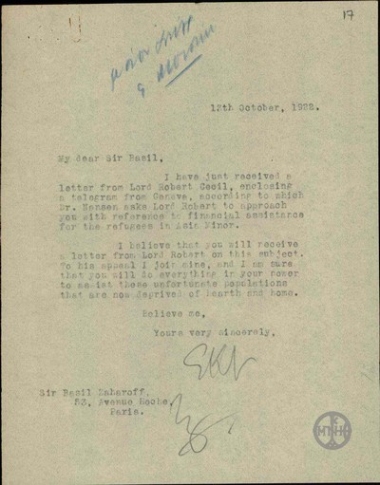 17
12th October, 1922.
My dear Sir Basil,
I have just received a
letter from Lord Robert Cecil, enclosing
a telegram from Geneva, according to which
Dr. Nansen asks Lord Robert to approach
you with reference to financial assistance
for the refugees in Asia Minor.
I believe that you will receive
a letter from Lord Robert on this subject.
To his appeal I join mine, and I am sure
that you will do everything in your power
to assist those unfortunate populations
that are now deprived of hearth and home.
Believe me,
Yours very sincerely,
Sir Basil Zaharoff,
53, Avenue Hoche,
Paris.